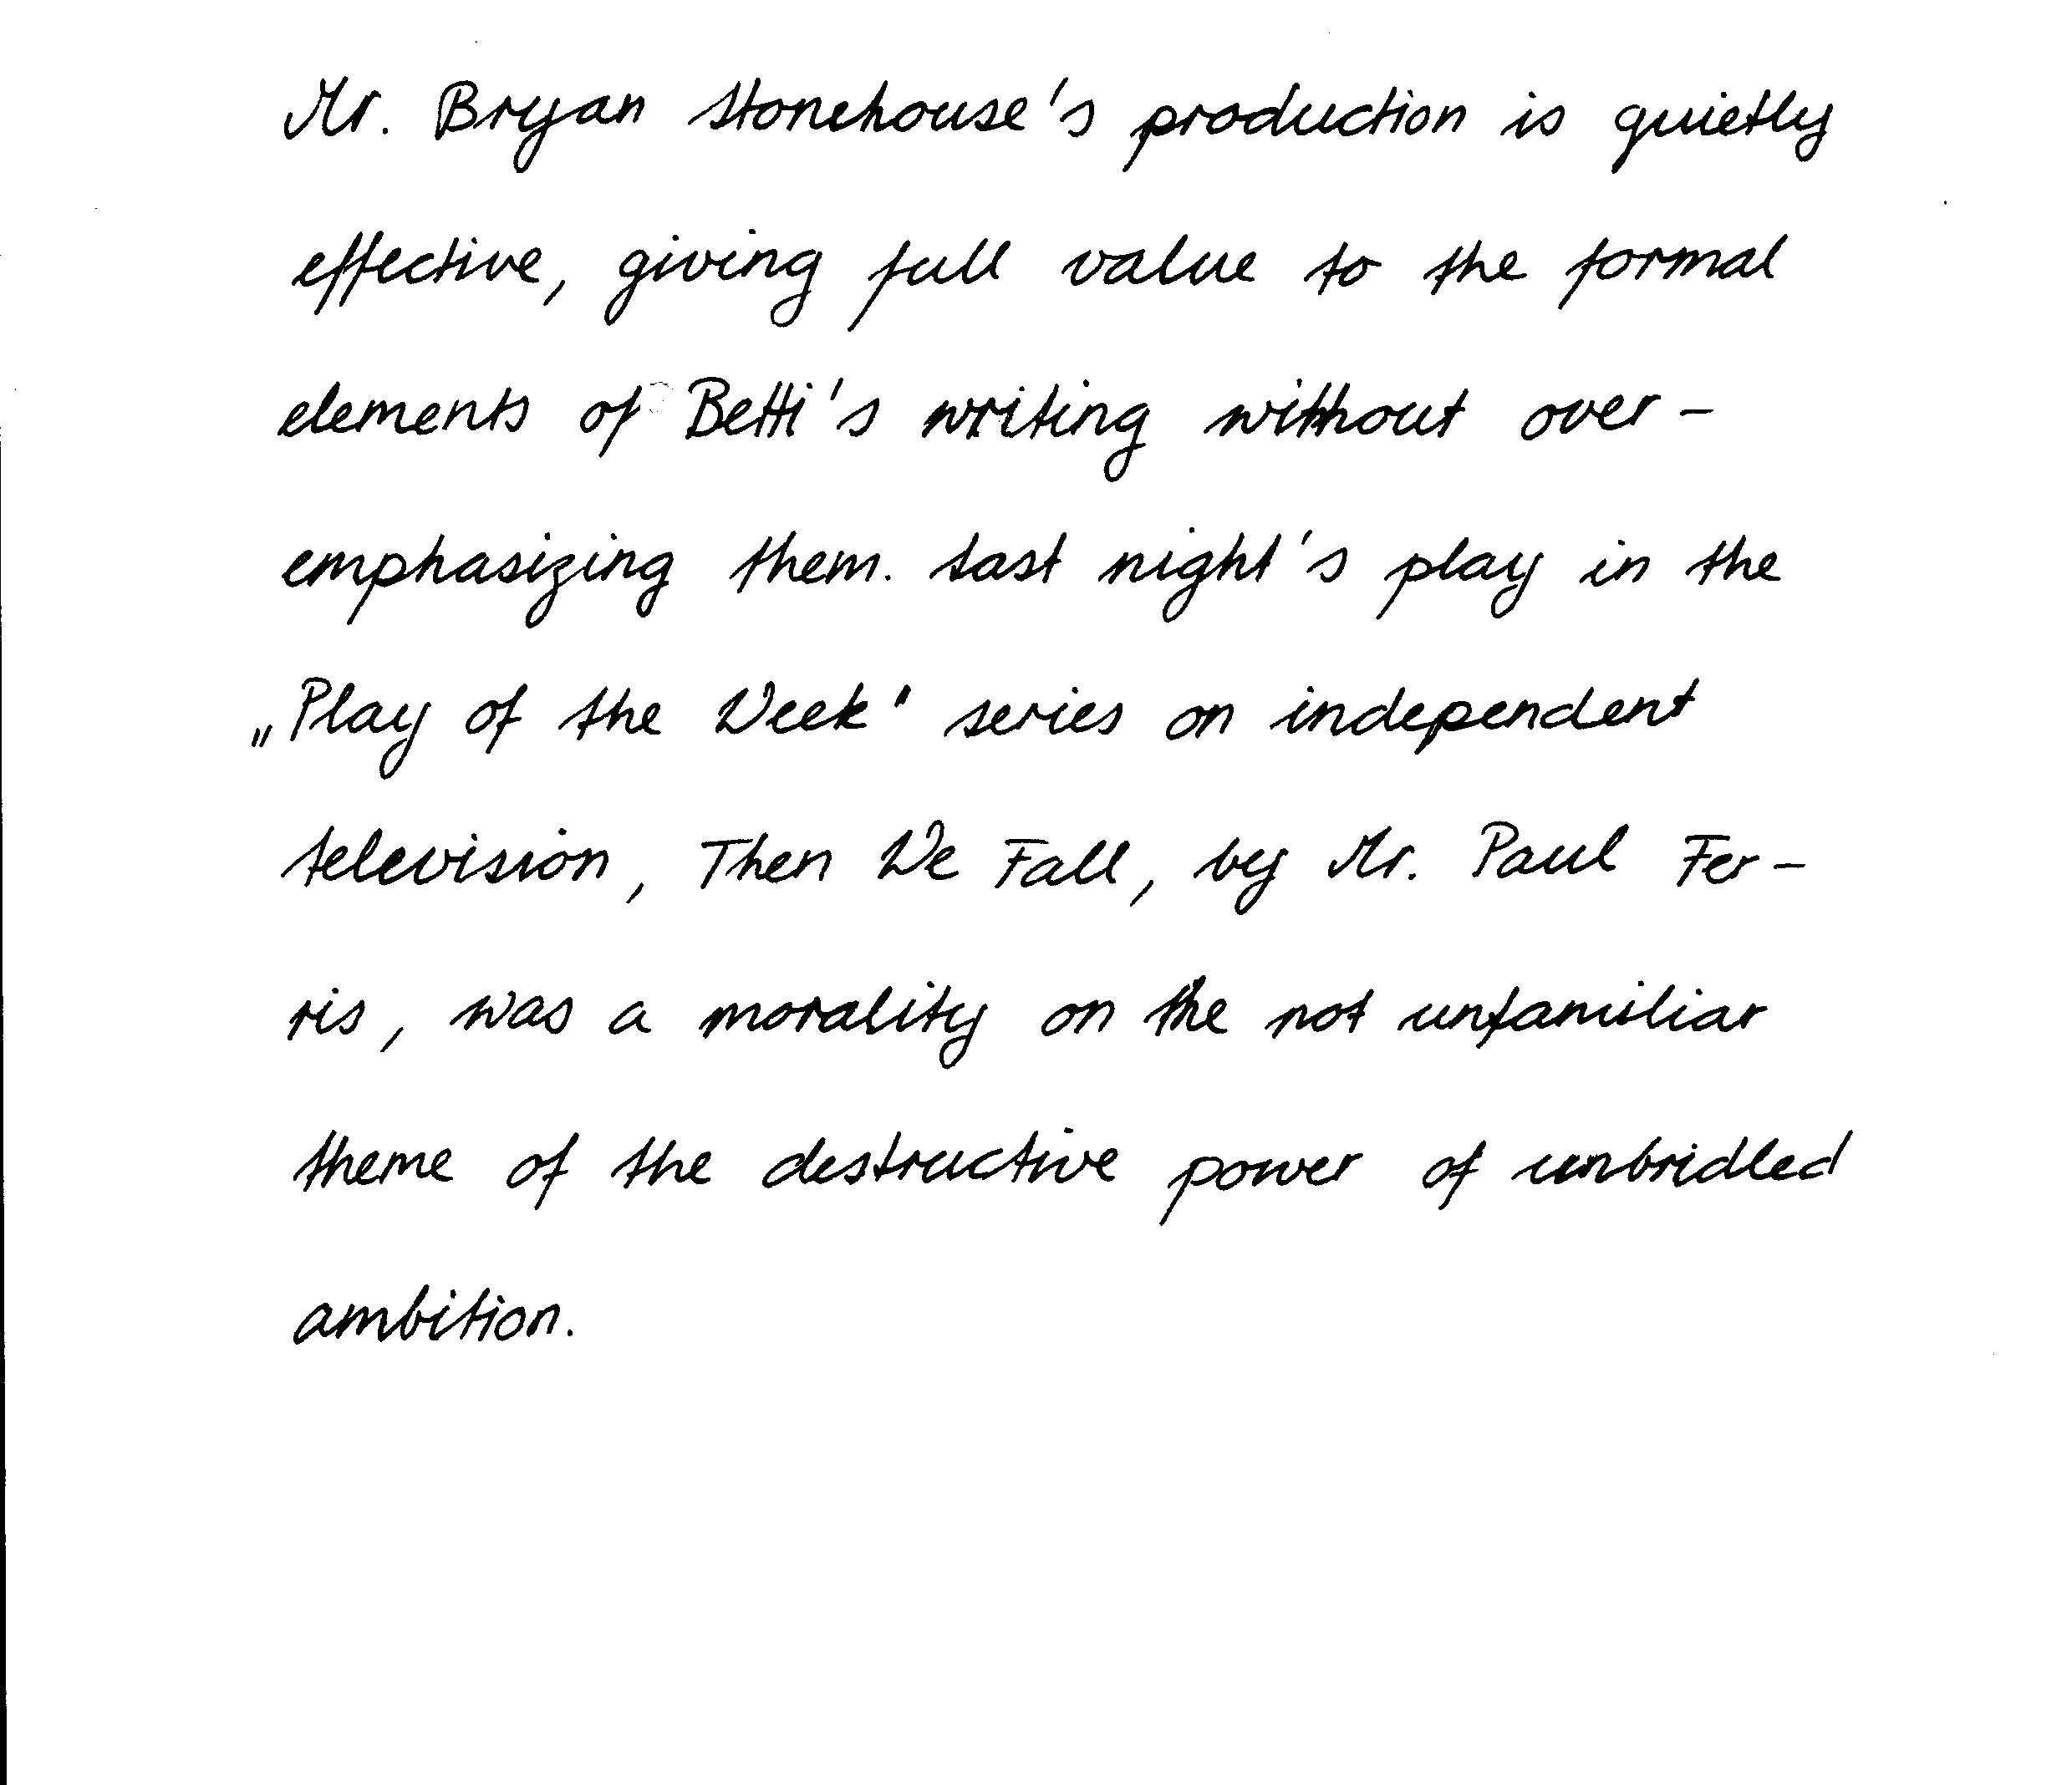 Mr. Bryan Stonehouse's production is quietly
effective, giving full value to the formal
elements of Betti's writing without over-
emphasizing them. Last night's play in the
„Play of the Week" series on independent
television, Then We Fall, by Mr. Paul Fer-
ris, was a morality on the not unfamiliar
theme of the destructive power of unbridled
ambition.